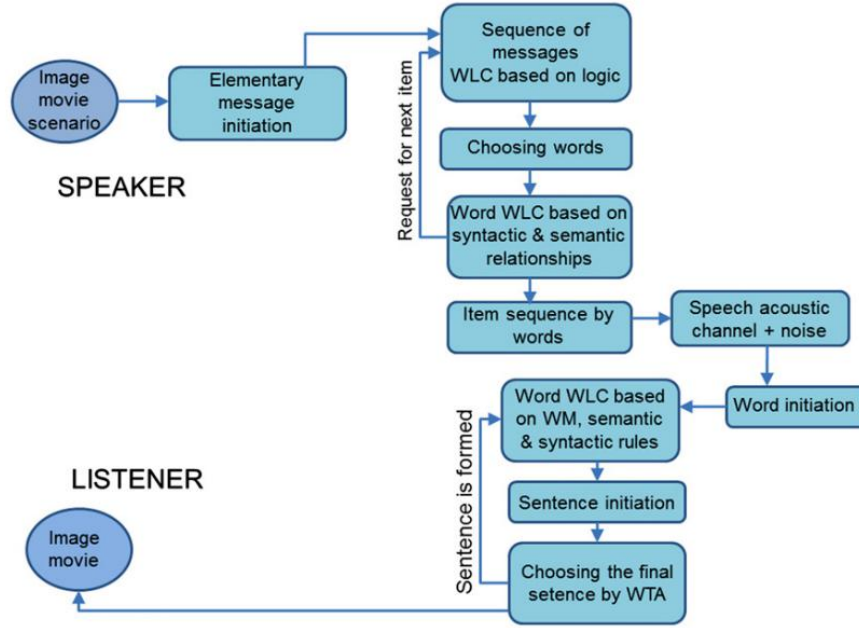 Image
movie
scenario
Elementary
message
initiation
Sequence of
messages
WLC based on logic
Request for next item
Choosing words
SPEAKER
Word WLC based on
syntactic & semantic
relationships
Item sequence by
words
Speech acoustic
channel + noise
Word initiation
Word WLC based
on WM, semantic
& syntactic rules
Sentence is formed
LISTENER
Sentence initiation
Image
movie
Choosing the final
setence by WTA